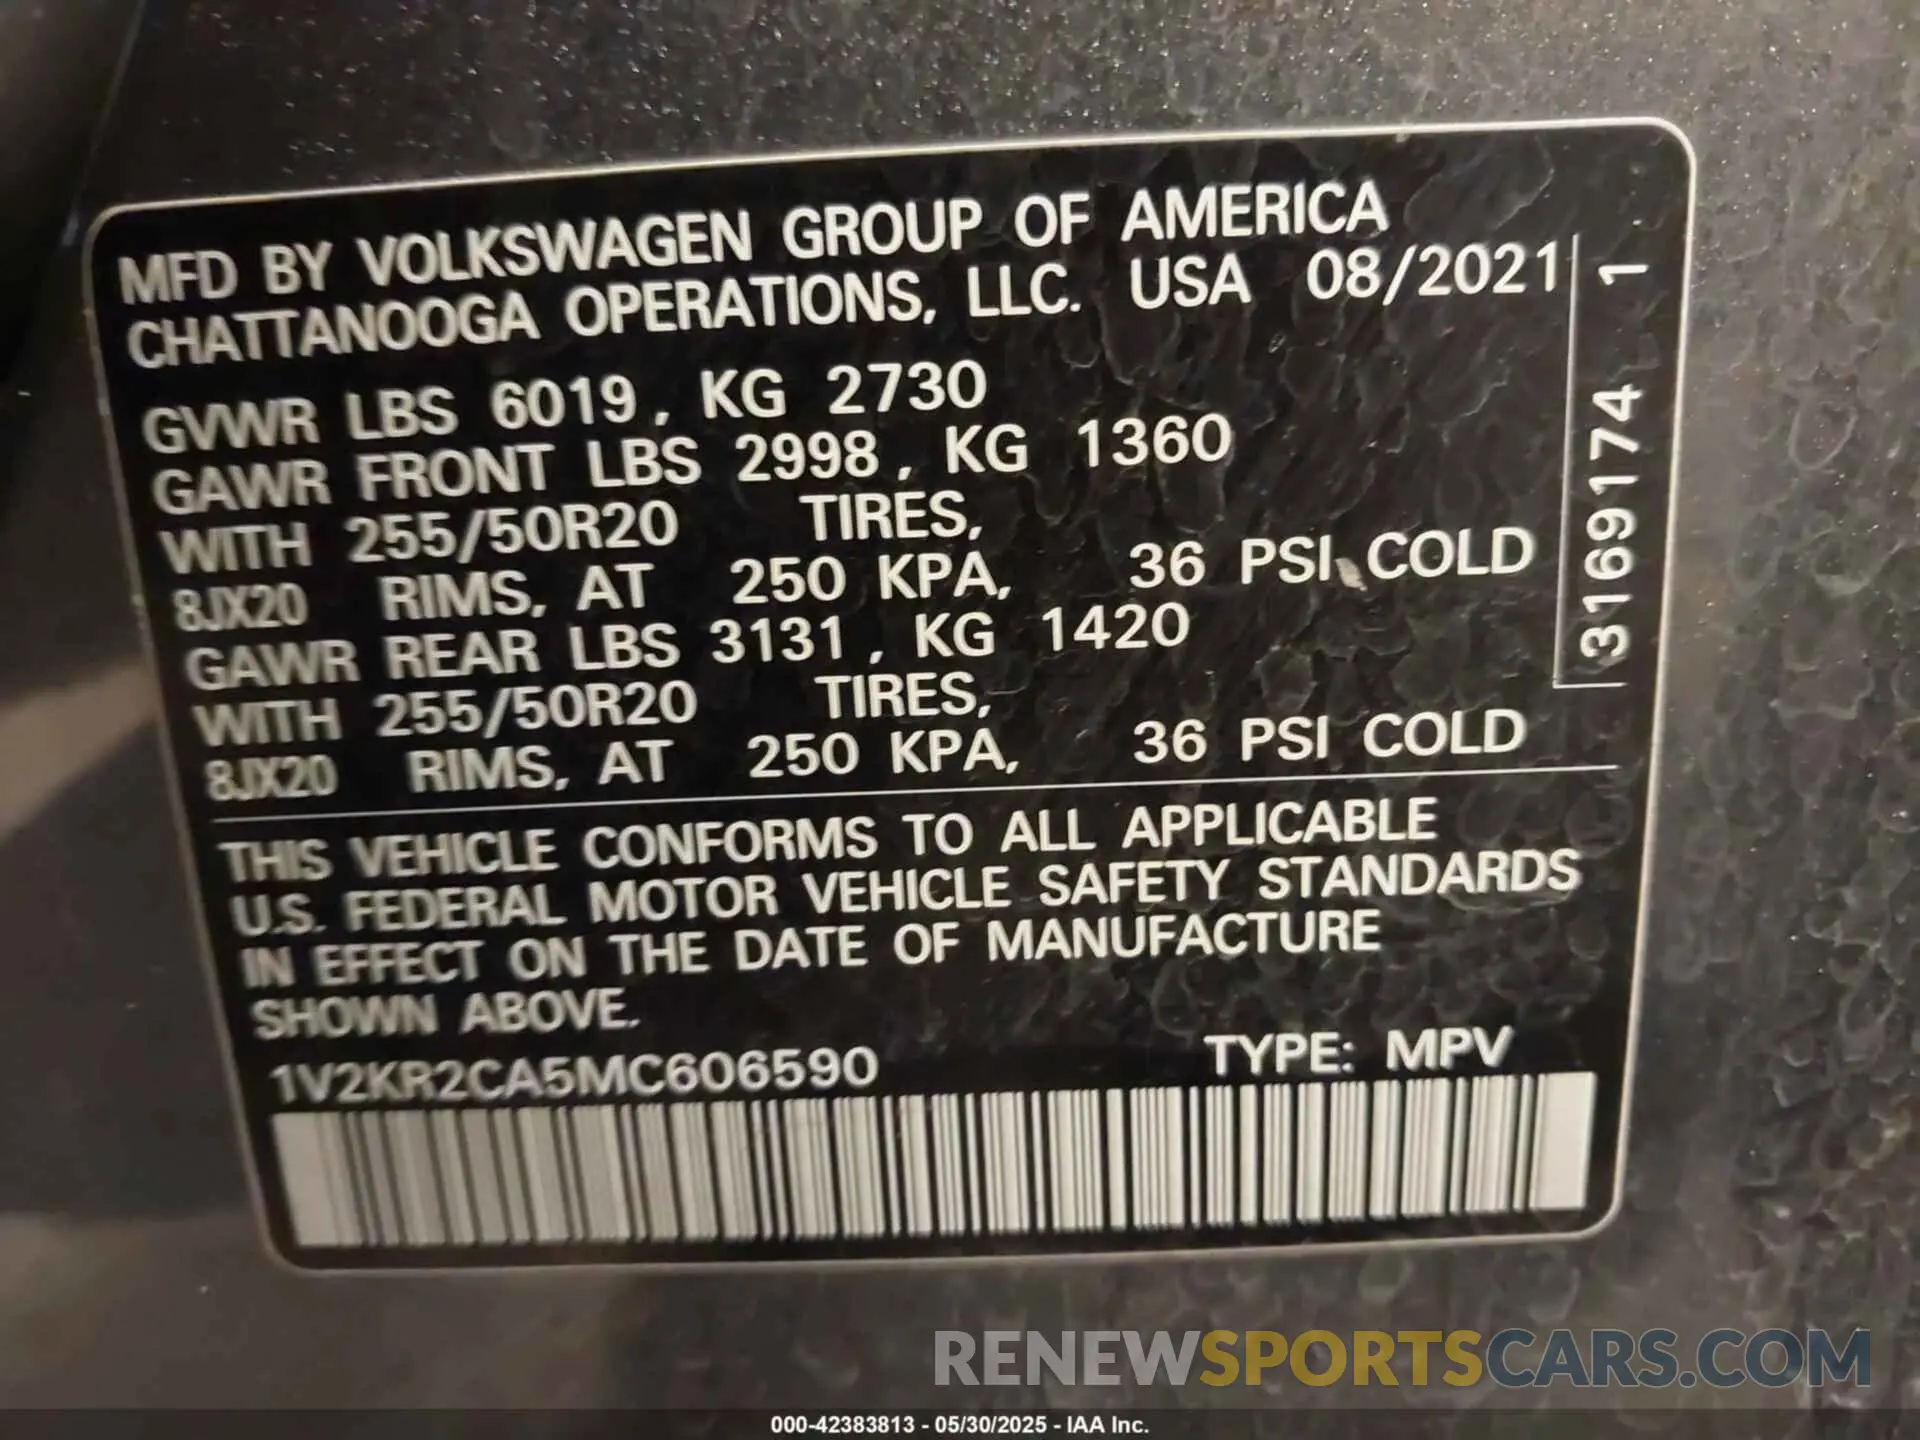 MFD BY VOLKSWAGEN GROUP OF AMERICA
CHATTANOOGA OPERATIONS, LLC. USA 08/2021
GVWR LBS 6019, KG 2730
GAWR FRONT LBS 2998, KG 1360
WITH 255/50R20 TIRES,
8JX20 RIMS, AT 250 KPA, 36 PSI COLD
GAWR REAR LBS 3131, KG 1420
WITH 255/50R20 TIRES,
8JX20 RIMS, AT 250 KPA, 36 PSI COLD
3169174 1
THIS VEHICLE CONFORMS TO ALL APPLICABLE
U.S. FEDERAL MOTOR VEHICLE SAFETY STANDARDS
IN EFFECT ON THE DATE OF MANUFACTURE
SHOWN ABOVE.
1V2KR2CA5MC606590 TYPE: MPV
RENEWSPORTSCARS.COM
000-42383813 - 05/30/2025 - IAA Inc.